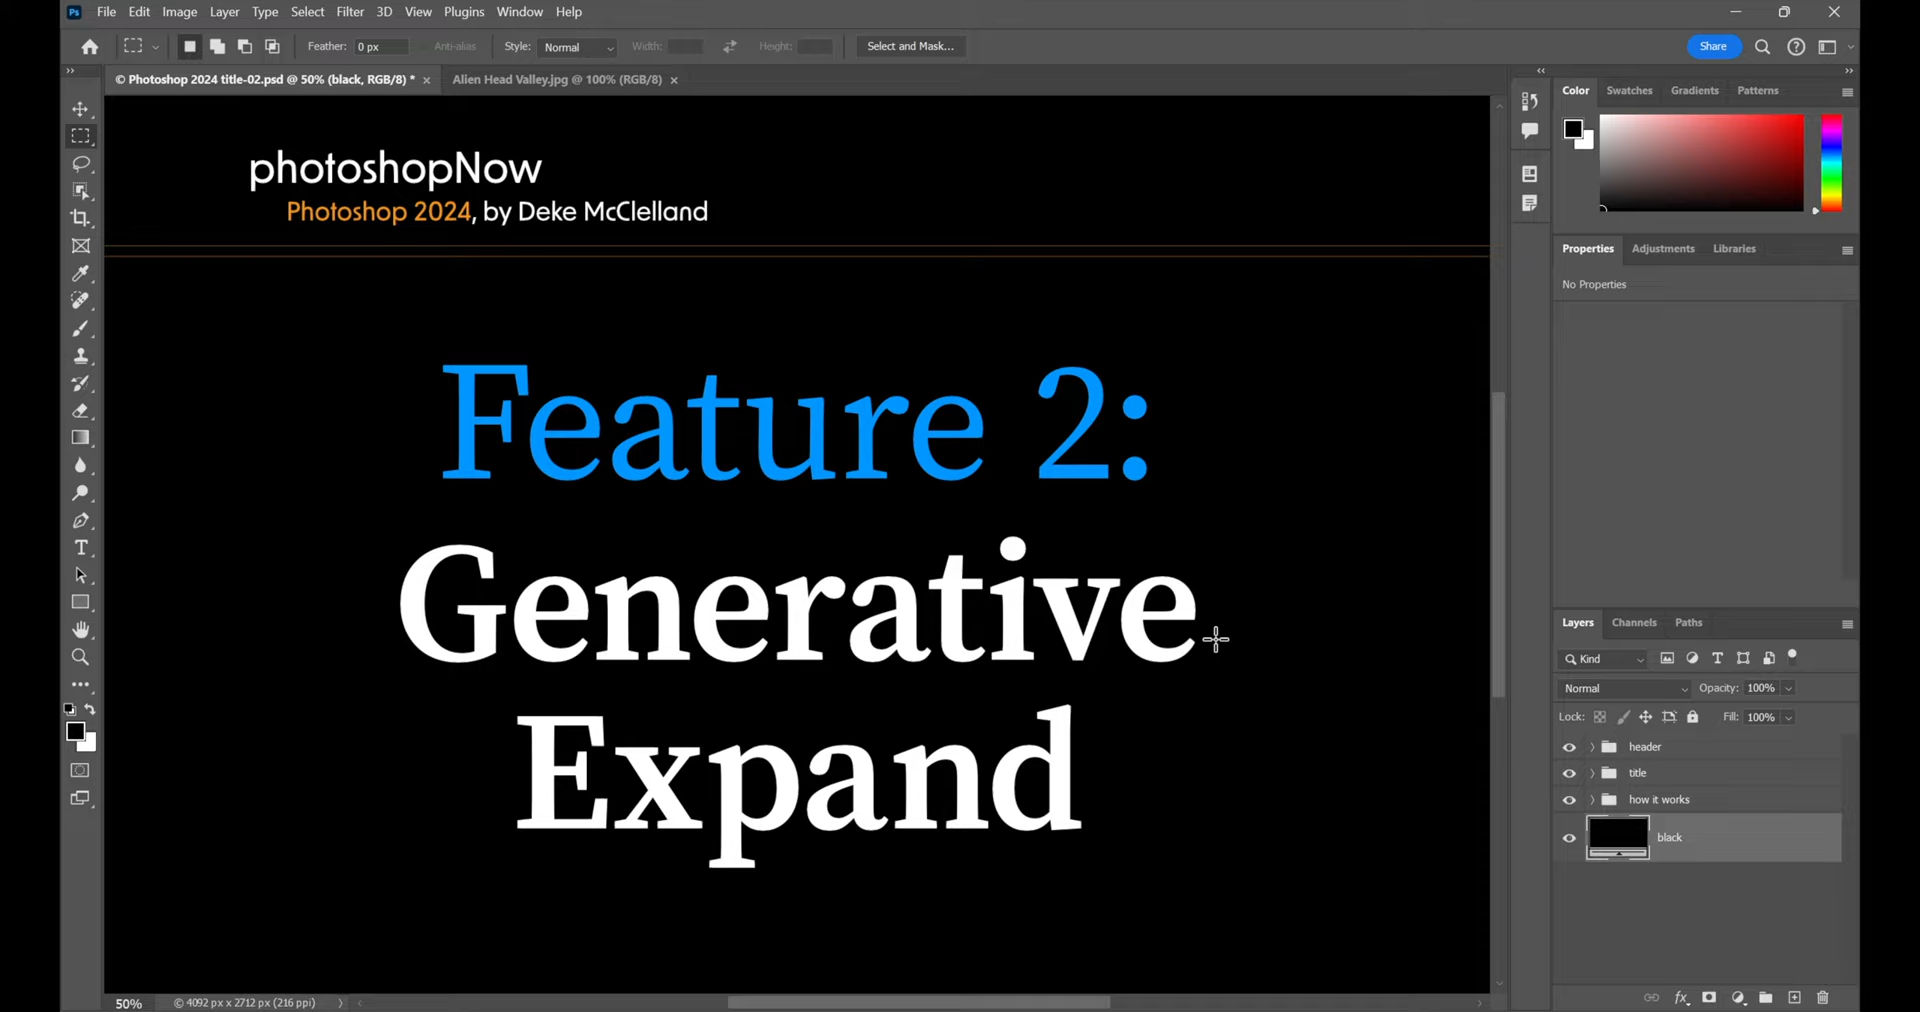 Ps File Edit Image Layer Type Select Filter 3D View Plugins Window Help
Feather: 0 px Anti-alias Style: Normal Width: Height: Select and Mask... Share
© Photoshop 2024 title-02.psd @ 50% (black, RGB/8) * × Alien Head Valley.jpg @ 100% (RGB/8) ×
photoshopNow
Photoshop 2024, by Deke McClelland
Feature 2:
Generative
Expand
50% © 4092 px x 2712 px (216 ppi)
Color Swatches Gradients Patterns
Properties Adjustments Libraries
No Properties
Layers Channels Paths
Kind
Normal Opacity: 100%
Lock: Fill: 100%
header
title
how it works
black
fx